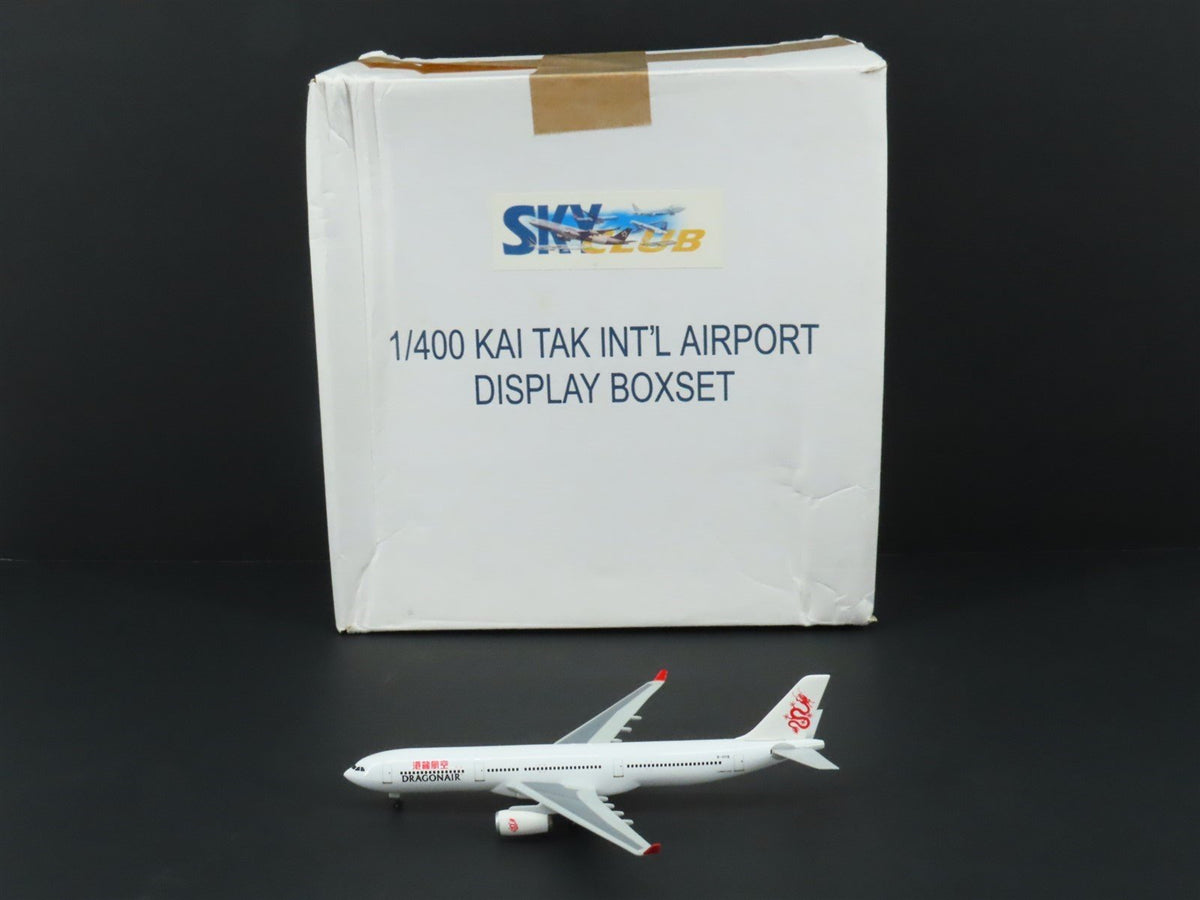 SKY CLUB
1/400 KAI TAK INT'L AIRPORT
DISPLAY BOXSET
港龍航空
DRAGONAIR